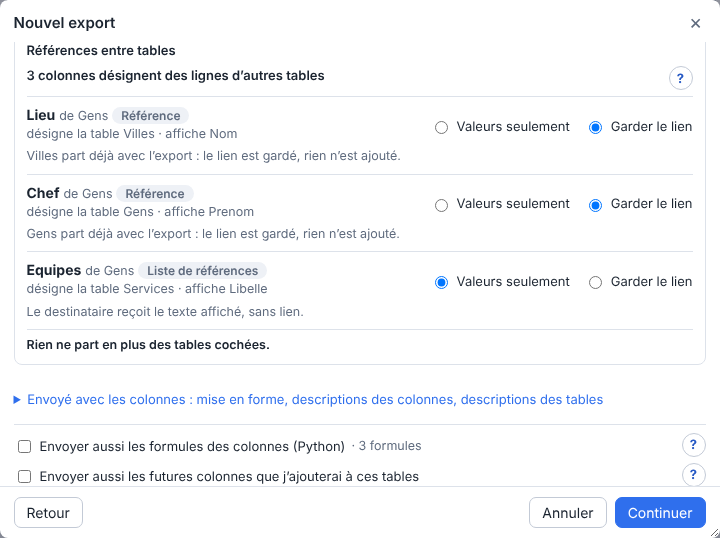 Nouvel export
×
Références entre tables
3 colonnes désignent des lignes d’autres tables
?
Lieu de Gens Référence
désigne la table Villes · affiche Nom
Valeurs seulement Garder le lien
Villes part déjà avec l’export : le lien est gardé, rien n’est ajouté.
Chef de Gens Référence
désigne la table Gens · affiche Prenom
Valeurs seulement Garder le lien
Gens part déjà avec l’export : le lien est gardé, rien n’est ajouté.
Equipes de Gens Liste de références
désigne la table Services · affiche Libelle
Valeurs seulement Garder le lien
Le destinataire reçoit le texte affiché, sans lien.
Rien ne part en plus des tables cochées.
Envoyé avec les colonnes : mise en forme, descriptions des colonnes, descriptions des tables
Envoyer aussi les formules des colonnes (Python) · 3 formules ?
Envoyer aussi les futures colonnes que j’ajouterai à ces tables ?
Retour Annuler Continuer